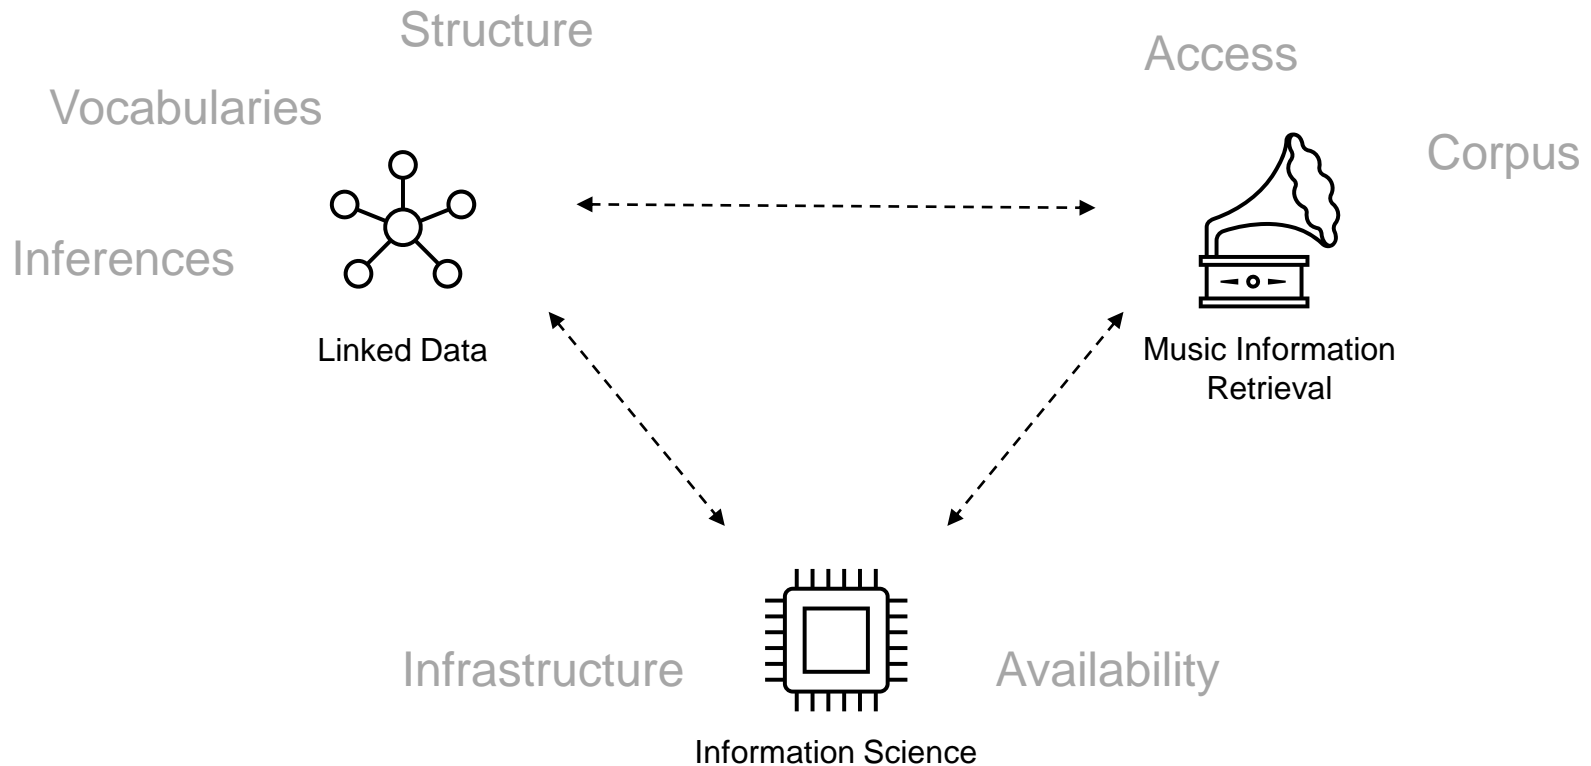 Structure
Access
Vocabularies
Corpus
Inferences
Linked Data
Music Information
Retrieval
Infrastructure
Availability
Information Science